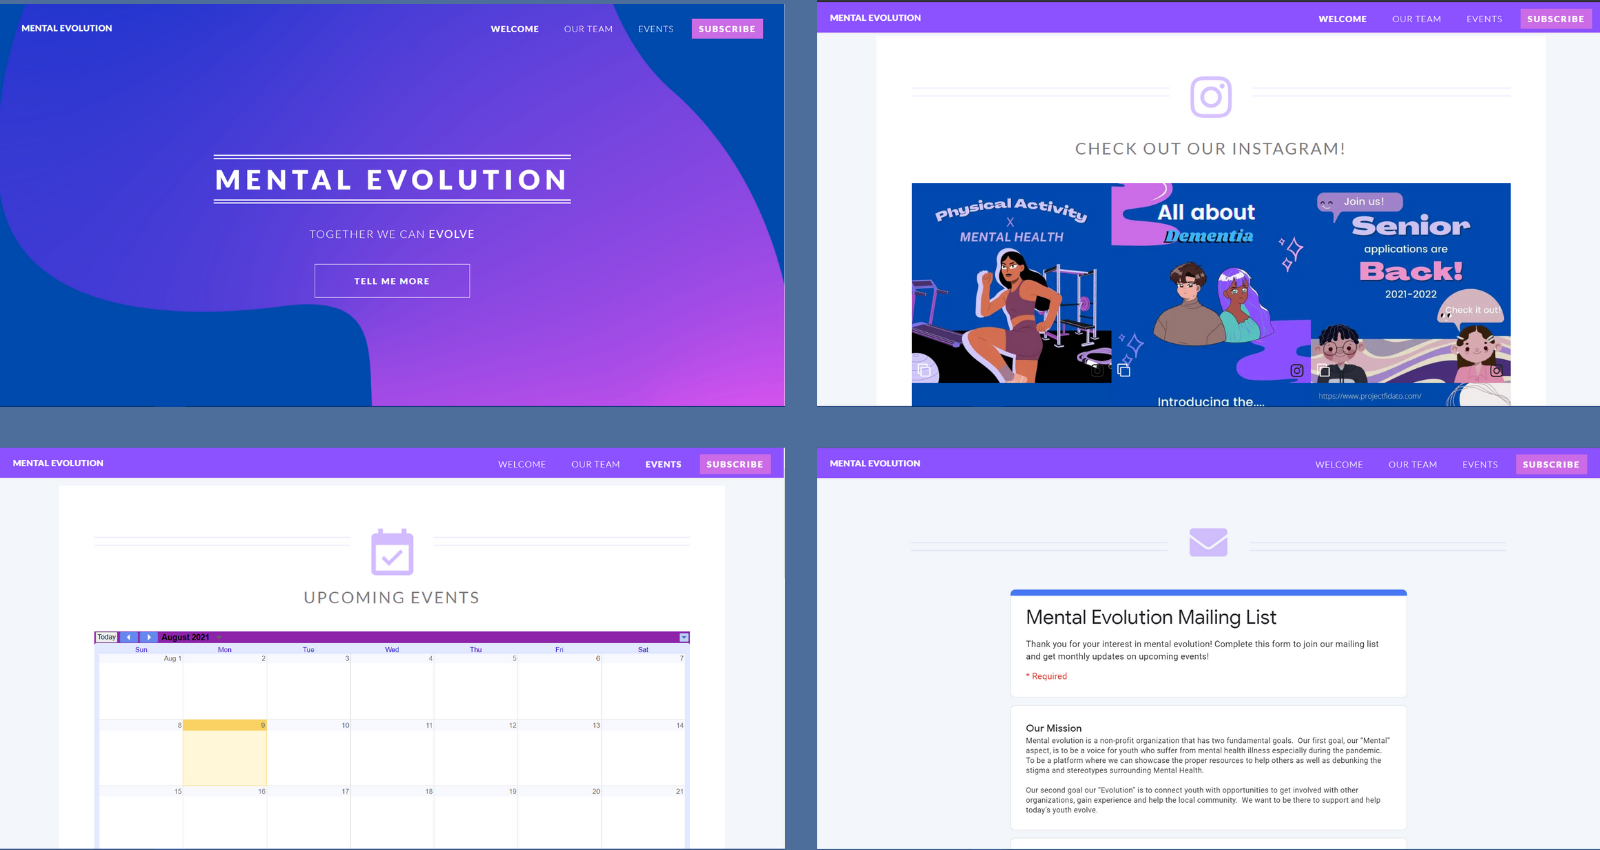 MENTAL EVOLUTION
WELCOME OUR TEAM EVENTS SUBSCRIBE
MENTAL EVOLUTION
TOGETHER WE CAN EVOLVE
TELL ME MORE
MENTAL EVOLUTION
WELCOME OUR TEAM EVENTS SUBSCRIBE
CHECK OUT OUR INSTAGRAM!
Physical Activity
X
MENTAL HEALTH
All about
Dementia
Join us!
Senior
applications are
Back!
2021-2022
Check it out!
Introducing the....
https://www.projectfidato.com/
MENTAL EVOLUTION
WELCOME OUR TEAM EVENTS SUBSCRIBE
UPCOMING EVENTS
Today August 2021
Sun Mon Tue Wed Thu Fri Sat
Aug 1 2 3 4 5 6 7
8 9 10 11 12 13 14
15 16 17 18 19 20 21
MENTAL EVOLUTION
WELCOME OUR TEAM EVENTS SUBSCRIBE
Mental Evolution Mailing List
Thank you for your interest in mental evolution! Complete this form to join our mailing list
and get monthly updates on upcoming events!
* Required
Our Mission
Mental evolution is a non-profit organization that has two fundamental goals. Our first goal, our "Mental"
aspect, is to be a voice for youth who suffer from mental health illness especially during the pandemic.
To be a platform where we can showcase the proper resources to help others as well as debunking the
stigma and stereotypes surrounding Mental Health.
Our second goal our "Evolution" is to connect youth with opportunities to get involved with other
organizations, gain experience and help the local community. We want to be there to support and help
today's youth evolve.